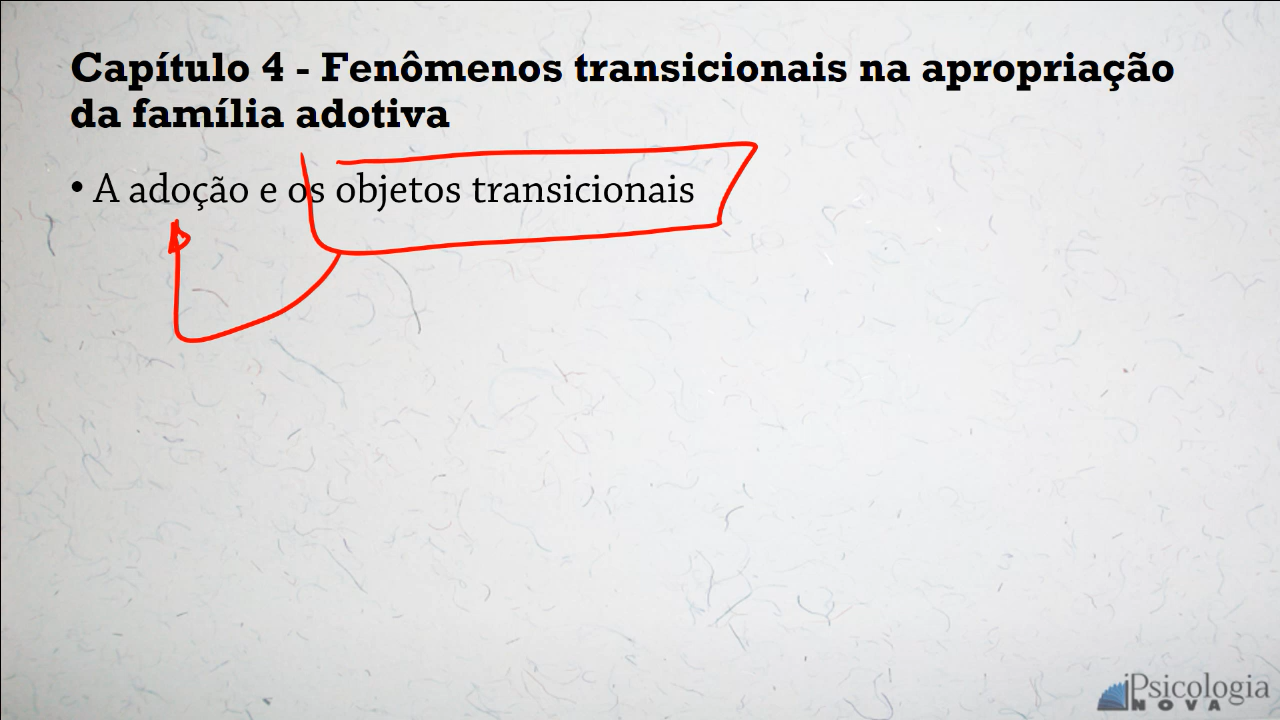 Capítulo 4 - Fenômenos transicionais na apropriação
da família adotiva
• A adoção e os objetos transicionais
Psicologia
NOVA